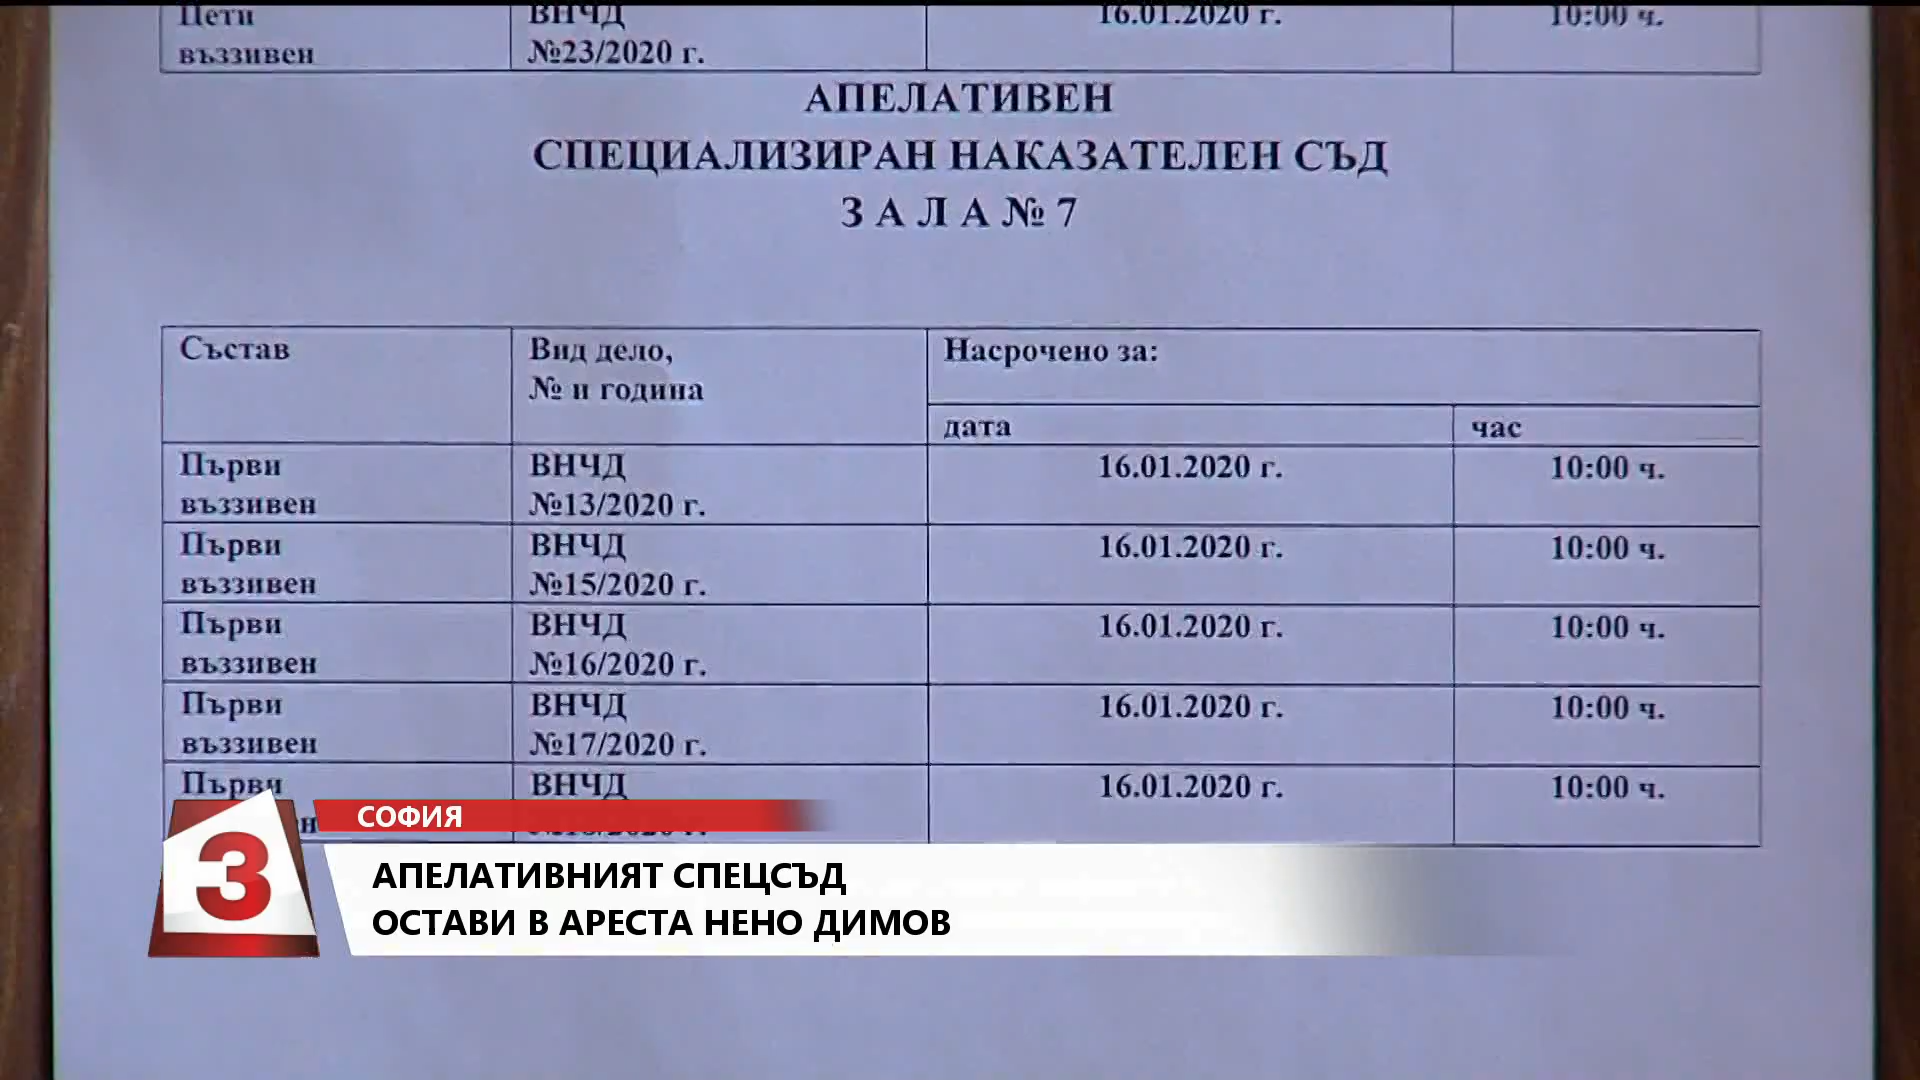 Пети ВНЧД 16.01.2020 г. 10:00 ч.
въззивен №23/2020 г.
АПЕЛАТИВЕН
СПЕЦИАЛИЗИРАН НАКАЗАТЕЛЕН СЪД
З А Л А № 7
Състав Вид дело, Насрочено за:
№ и година
дата час
Първи ВНЧД 16.01.2020 г. 10:00 ч.
въззивен №13/2020 г.
Първи ВНЧД 16.01.2020 г. 10:00 ч.
въззивен №15/2020 г.
Първи ВНЧД 16.01.2020 г. 10:00 ч.
въззивен №16/2020 г.
Първи ВНЧД 16.01.2020 г. 10:00 ч.
въззивен №17/2020 г.
Първи ВНЧД 16.01.2020 г. 10:00 ч.
СОФИЯ
3
АПЕЛАТИВНИЯТ СПЕЦСЪД
ОСТАВИ В АРЕСТА НЕНО ДИМОВ